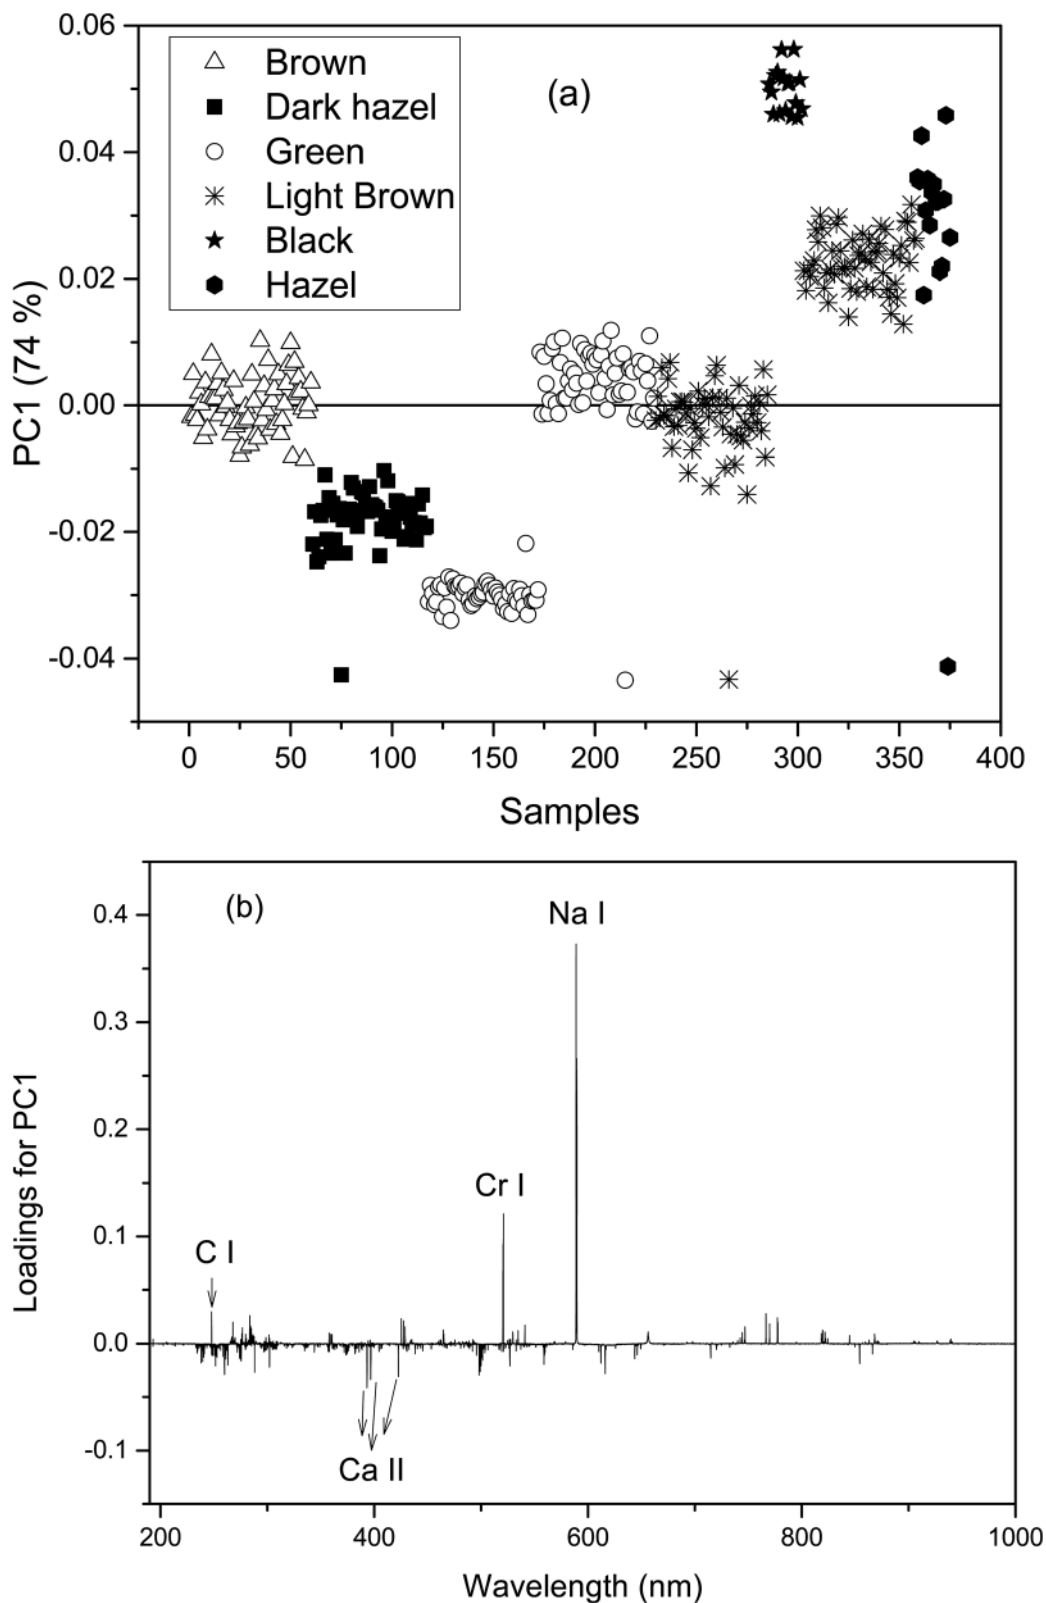 0.06
0.04
0.02
0.00
-0.02
-0.04
PC1 (74 %)
Brown
Dark hazel
Green
Light Brown
Black
Hazel
(a)
0 50 100 150 200 250 300 350 400
Samples
(b)
0.4
0.3
0.2
0.1
0.0
-0.1
Loadings for PC1
Na I
Cr I
C I
Ca II
200 400 600 800 1000
Wavelength (nm)